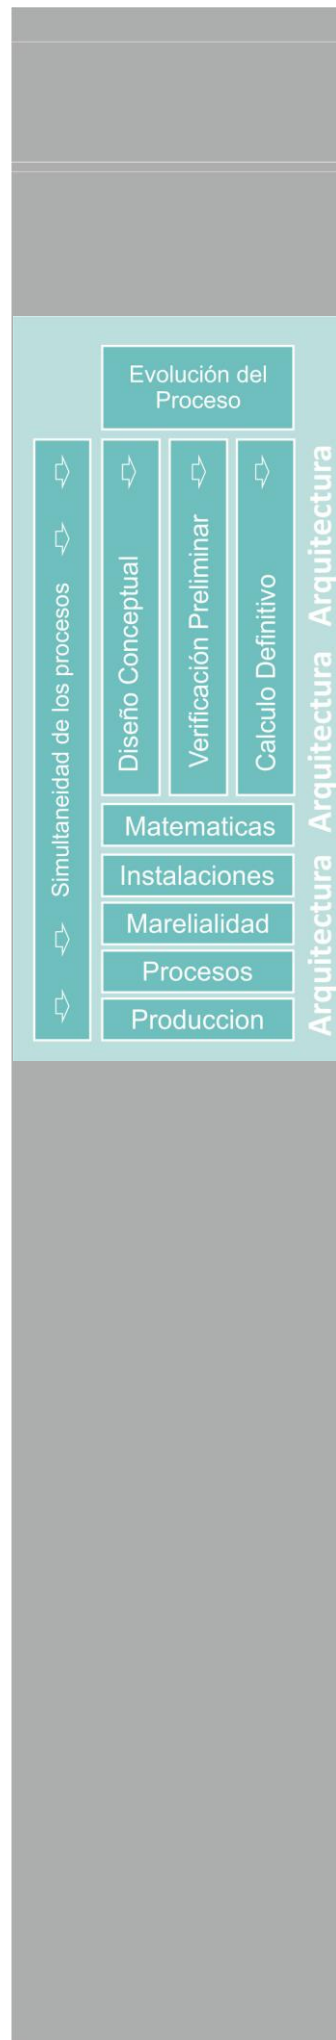 Evolución del
Proceso
Simultaneidad de los procesos
Diseño Conceptual
Verificación Preliminar
Calculo Definitivo
Matematicas
Instalaciones
Marelialidad
Procesos
Produccion
Arquitectura Arquitectura Arquitectura